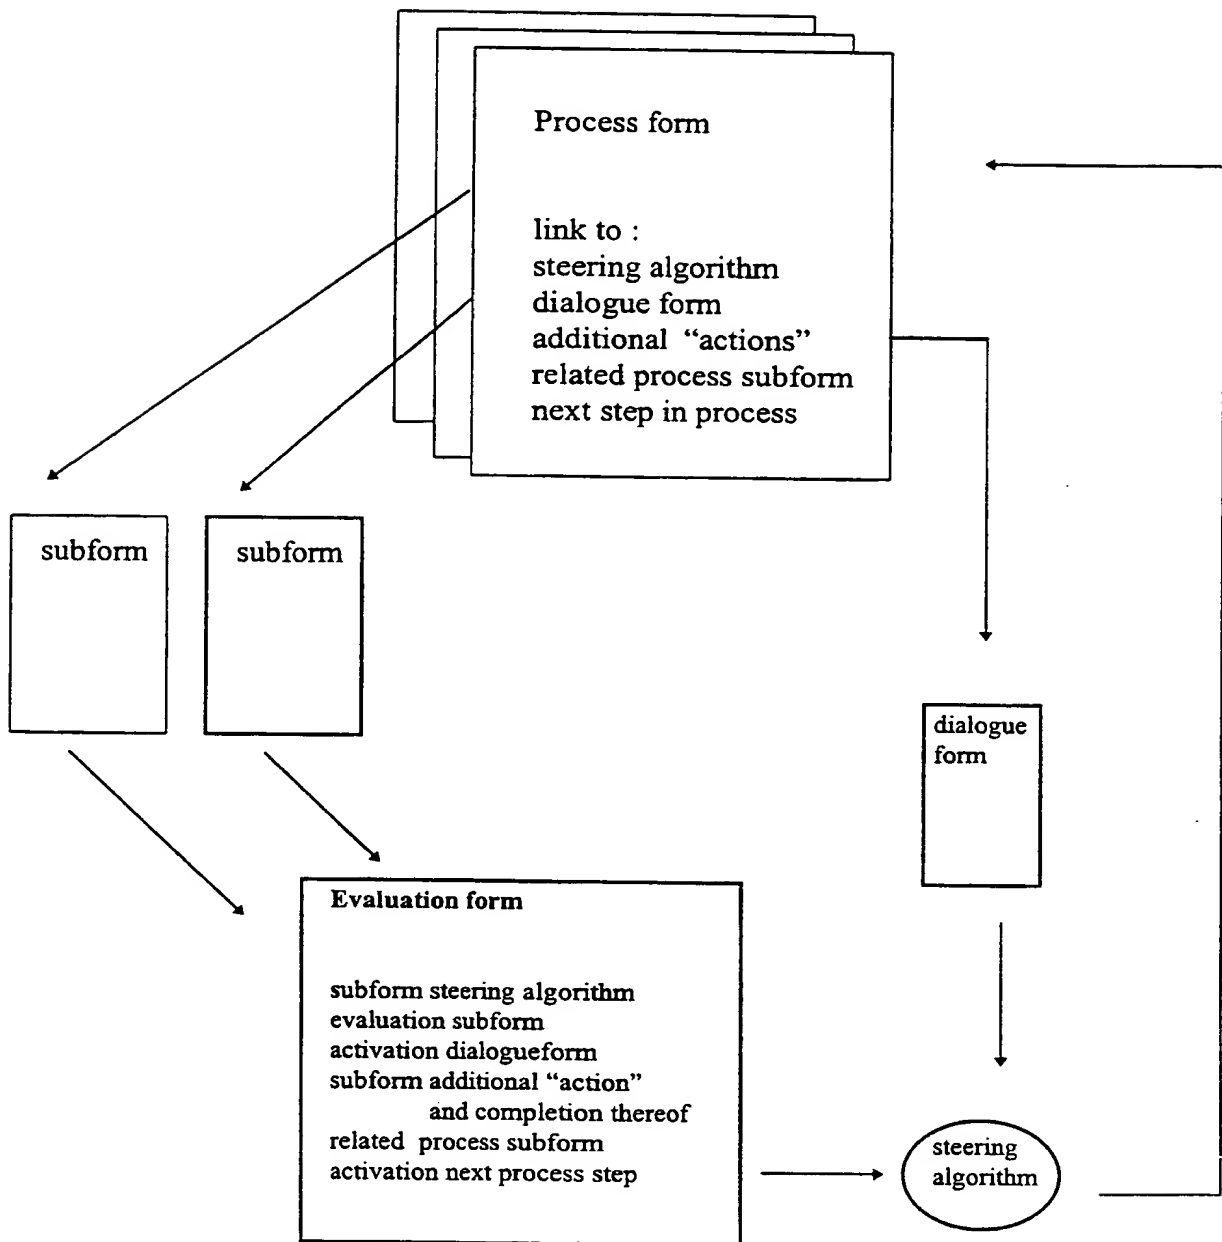 Process form
link to :
steering algorithm
dialogue form
additional “actions”
related process subform
next step in process
subform
subform
dialogue
form
Evaluation form
subform steering algorithm
evaluation subform
activation dialogueform
subform additional “action”
and completion thereof
related process subform
activation next process step
steering
algorithm